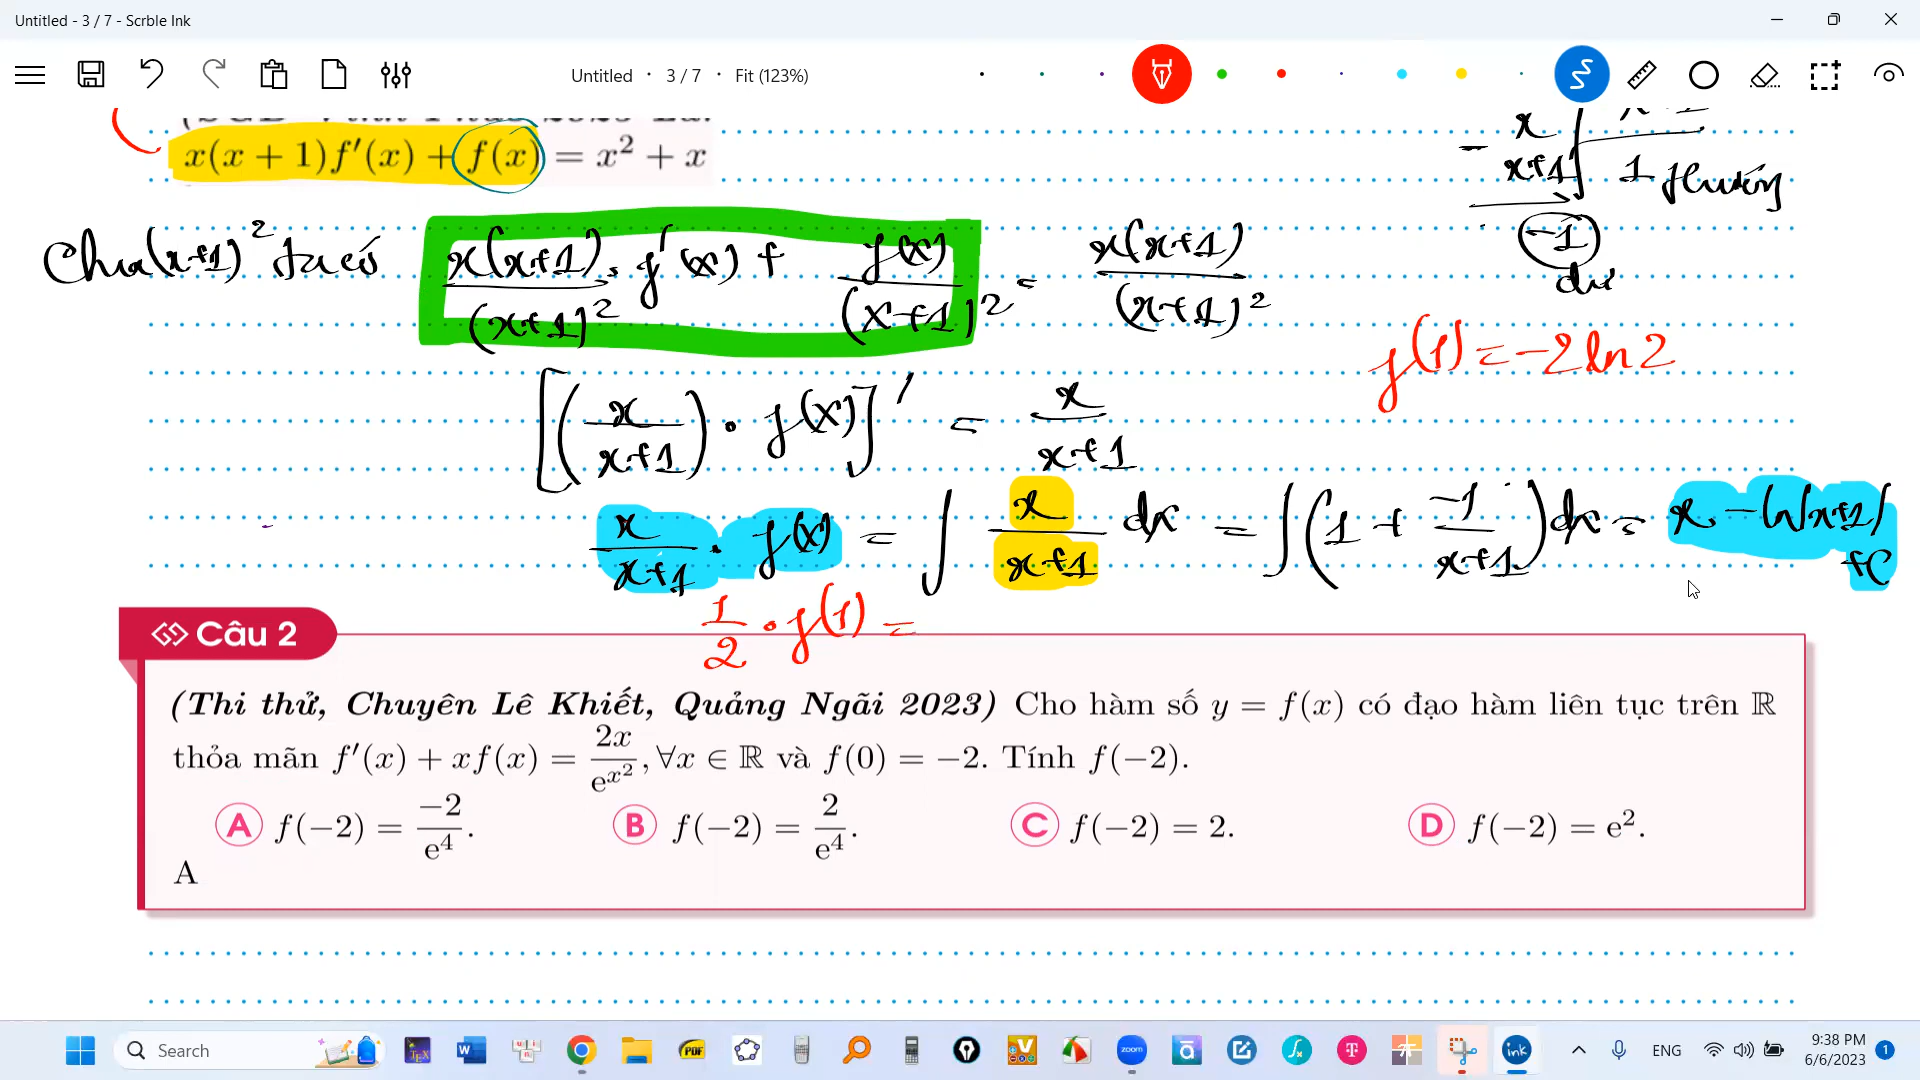 Untitled - 3 / 7 - Scrble Ink
Untitled · 3 / 7 · Fit (123%)
x(x + 1)f′(x) + f(x) = x² + x
x
- x+1 | 1 thương
-1
dư
Chia (x+1)² ta có x(x+1)/(x+1)² . f′(x) + f(x)/(x+1)² = x(x+1)/(x+1)²
f(1) = -2ln2
[(x/(x+1)) · f(x)]′ = x/(x+1)
x/(x+1) · f(x) = ∫ x/(x+1) dx = ∫(1 + -1/(x+1))dx = x - ln|x+1| + C
1/2 · f(1) =
Câu 2
(Thi thử, Chuyên Lê Khiết, Quảng Ngãi 2023) Cho hàm số y = f(x) có đạo hàm liên tục trên ℝ
thỏa mãn f′(x) + xf(x) = 2x/e^(x²), ∀x ∈ ℝ và f(0) = −2. Tính f(−2).
A f(−2) = −2/e⁴. B f(−2) = 2/e⁴. C f(−2) = 2. D f(−2) = e².
A
Search
ENG
9:38 PM
6/6/2023
1